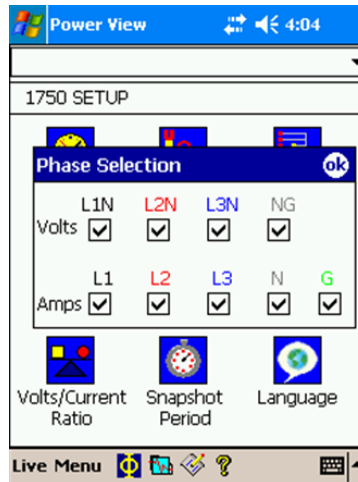 Power View 4:04
1750 SETUP
Phase Selection ok
L1N L2N L3N NG
Volts
L1 L2 L3 N G
Amps
Volts/Current Ratio
Snapshot Period
Language
Live Menu